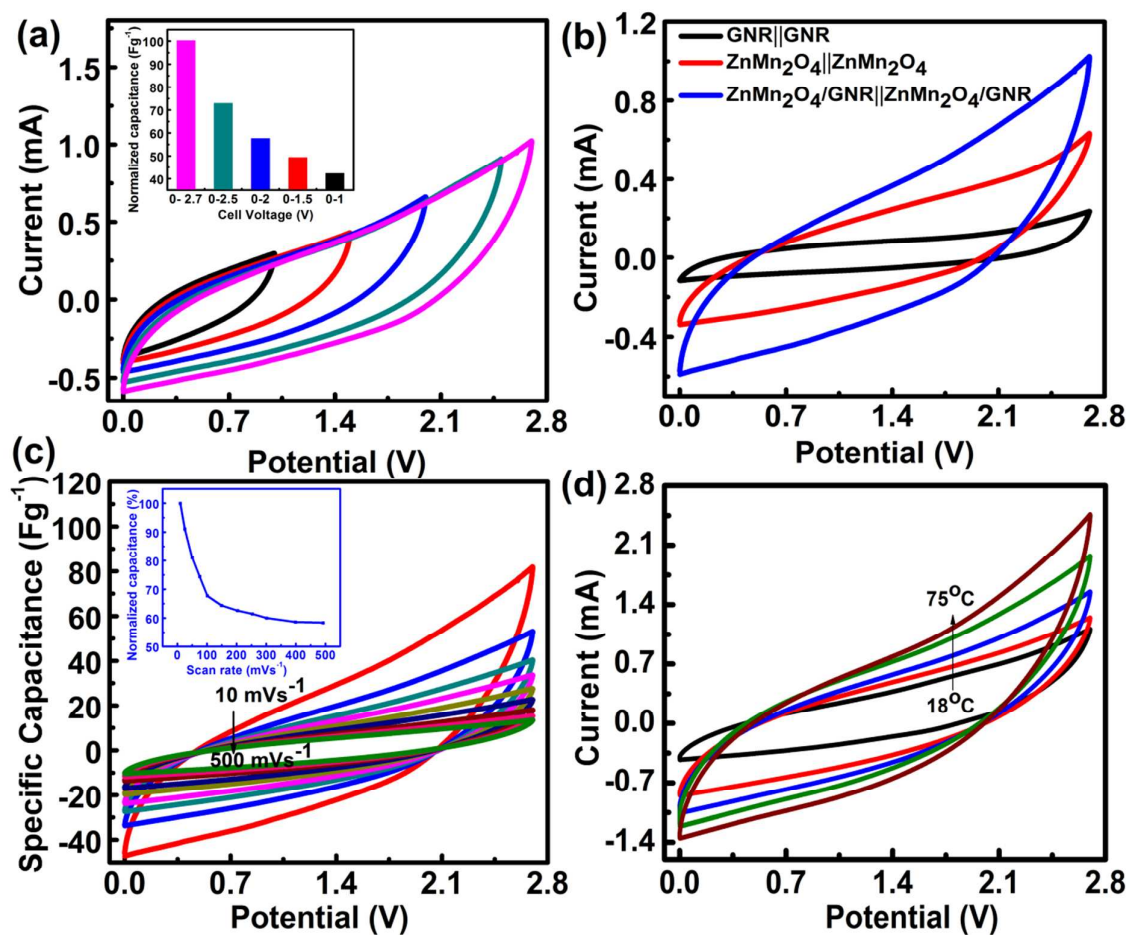 (a)
Current (mA)
1.5
1.0
0.5
0.0
-0.5
0.0 0.7 1.4 2.1 2.8
Potential (V)
Normalized capacitance (Fg⁻¹)
100
90
80
70
60
50
40
0- 2.7 0-2.5 0-2 0-1.5 0-1
Cell Voltage (V)
(b)
GNR||GNR
ZnMn₂O₄||ZnMn₂O₄
ZnMn₂O₄/GNR||ZnMn₂O₄/GNR
Current (mA)
1.2
0.8
0.4
0.0
-0.4
0.0 0.7 1.4 2.1 2.8
Potential (V)
(c)
Specific Capacitance (Fg⁻¹)
120
100
80
60
40
20
0
-20
-40
0.0 0.7 1.4 2.1 2.8
Potential (V)
Normalized capacitance (%)
100
90
80
70
60
50
0 100 200 300 400 500
Scan rate (mVs⁻¹)
10 mVs⁻¹
500 mVs⁻¹
(d)
Current (mA)
2.8
2.1
1.4
0.7
0.0
-0.7
-1.4
75⁰C
18⁰C
0.0 0.7 1.4 2.1 2.8
Potential (V)